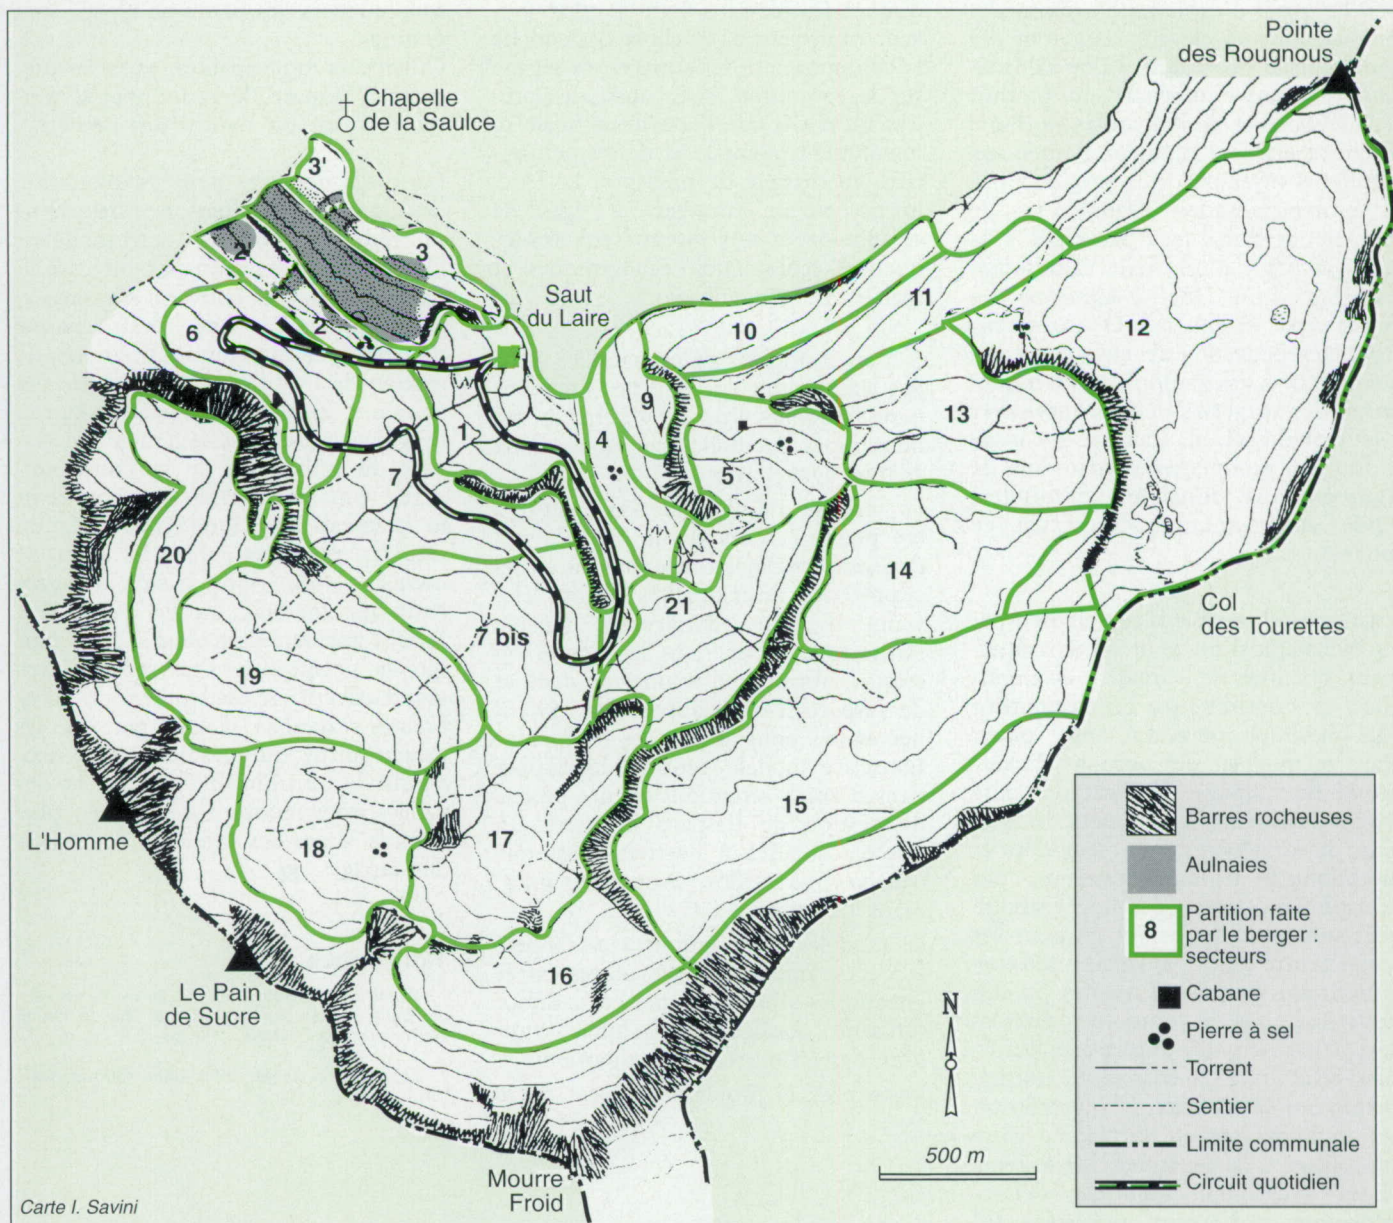 Pointe
des Rougnous
Chapelle
de la Saulce
3'
3
2'
2
Saut
du Laire
6
10
11
12
9
13
4
1
5
7
20
14
21
Col
des Tourettes
7 bis
19
15
L'Homme
18
17
16
Le Pain
de Sucre
Mourre
Froid
N
500 m
Barres rocheuses
Aulnaies
8
Partition faite
par le berger :
secteurs
Cabane
Pierre à sel
Torrent
Sentier
Limite communale
Circuit quotidien
Carte I. Savini